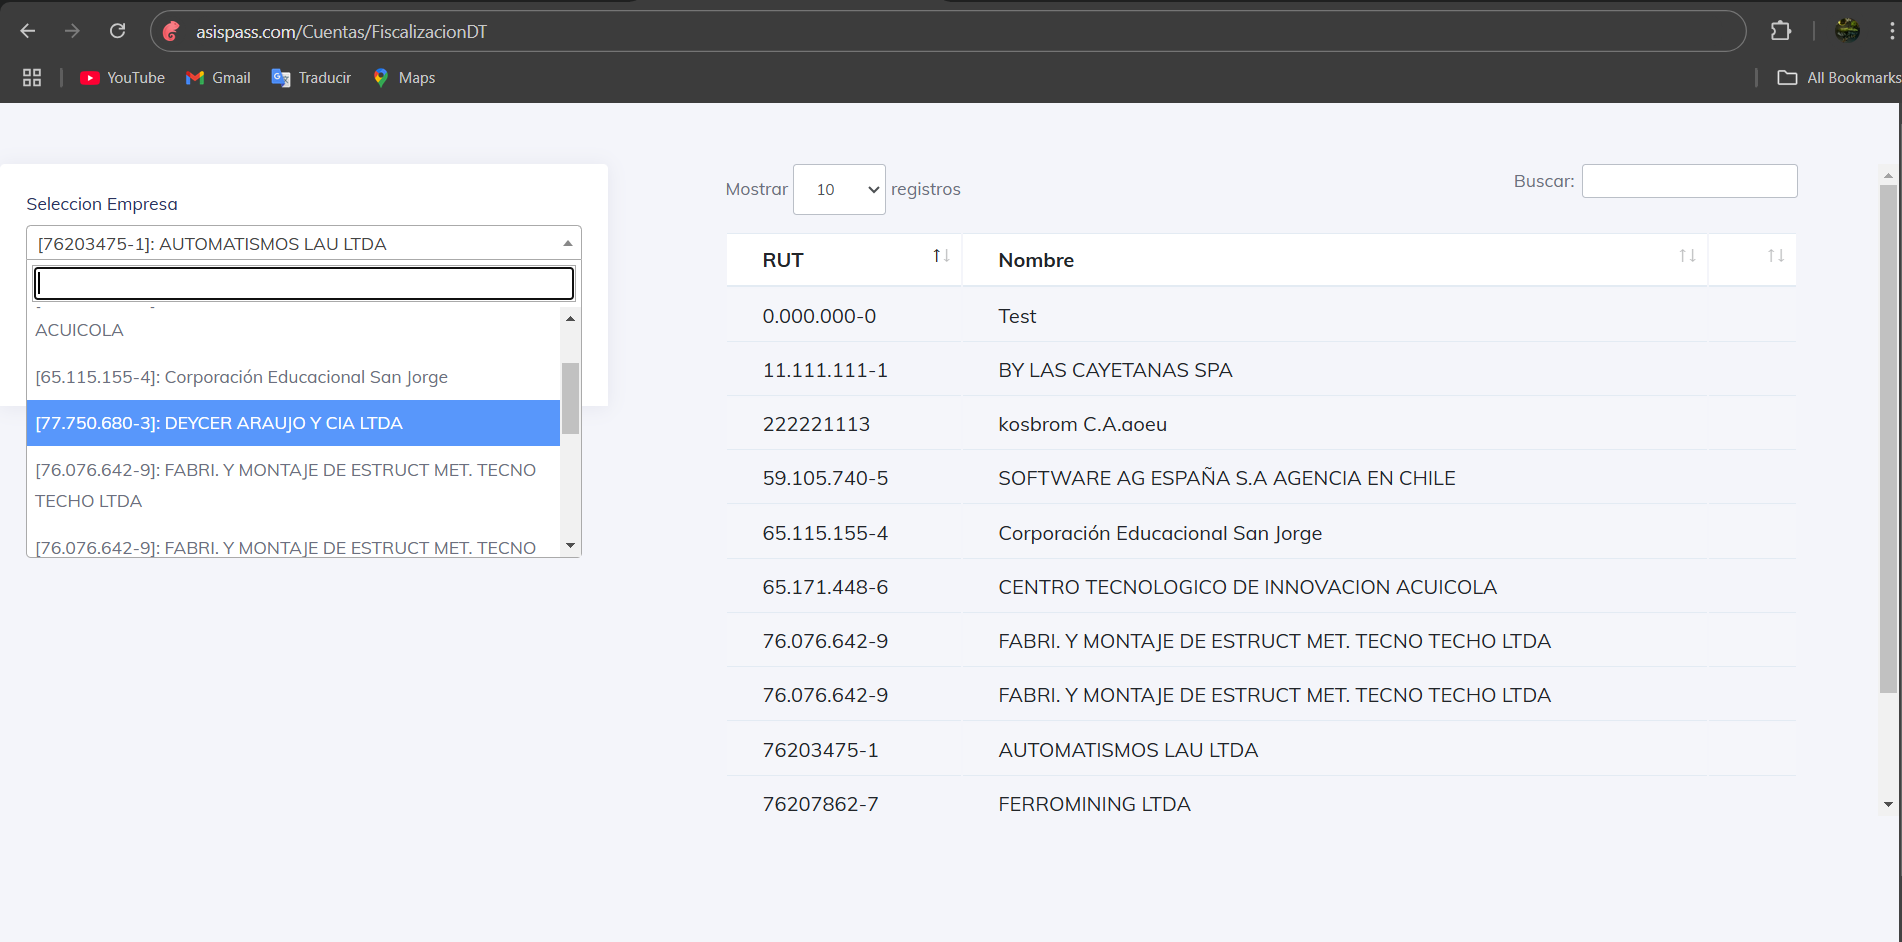 asispass.com/Cuentas/FiscalizacionDT
YouTube Gmail Traducir Maps All Bookmarks
Seleccion Empresa
[76203475-1]: AUTOMATISMOS LAU LTDA
ACUICOLA
[65.115.155-4]: Corporación Educacional San Jorge
[77.750.680-3]: DEYCER ARAUJO Y CIA LTDA
[76.076.642-9]: FABRI. Y MONTAJE DE ESTRUCT MET. TECNO
TECHO LTDA
[76.076.642-9]: FABRI. Y MONTAJE DE ESTRUCT MET. TECNO
Mostrar 10 registros
Buscar:
RUT Nombre
0.000.000-0 Test
11.111.111-1 BY LAS CAYETANAS SPA
222221113 kosbrom C.A.aoeu
59.105.740-5 SOFTWARE AG ESPAÑA S.A AGENCIA EN CHILE
65.115.155-4 Corporación Educacional San Jorge
65.171.448-6 CENTRO TECNOLOGICO DE INNOVACION ACUICOLA
76.076.642-9 FABRI. Y MONTAJE DE ESTRUCT MET. TECNO TECHO LTDA
76.076.642-9 FABRI. Y MONTAJE DE ESTRUCT MET. TECNO TECHO LTDA
76203475-1 AUTOMATISMOS LAU LTDA
76207862-7 FERROMINING LTDA